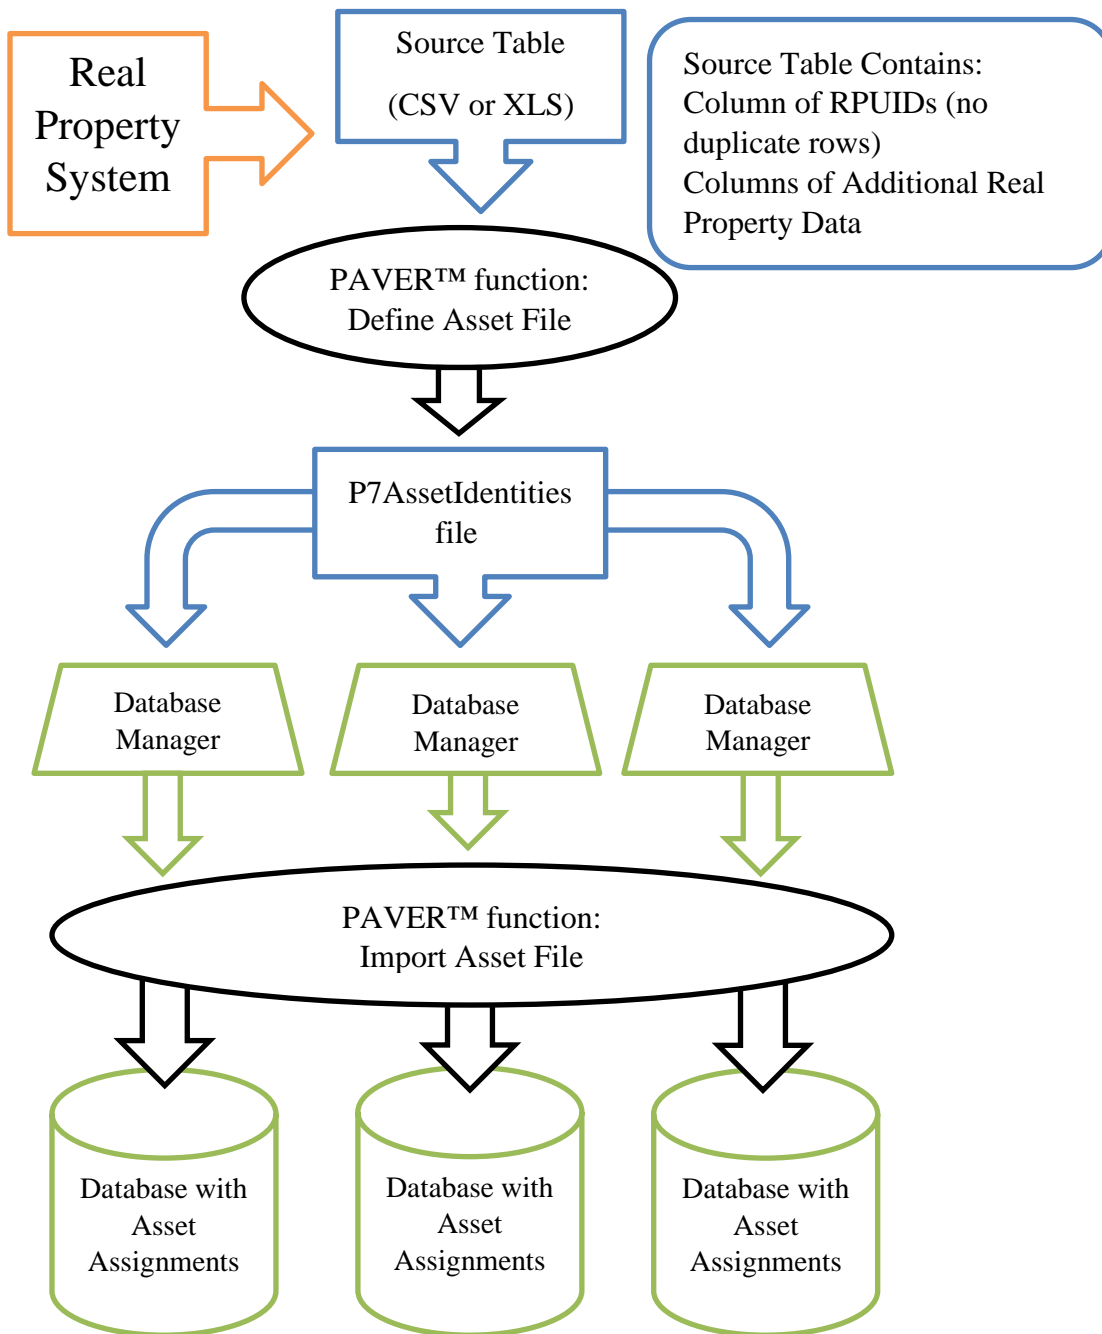 Real
Property
System
Source Table
(CSV or XLS)
Source Table Contains:
Column of RPUIDs (no
duplicate rows)
Columns of Additional Real
Property Data
PAVER™ function:
Define Asset File
P7AssetIdentities
file
Database
Manager
Database
Manager
Database
Manager
PAVER™ function:
Import Asset File
Database with
Asset
Assignments
Database with
Asset
Assignments
Database with
Asset
Assignments